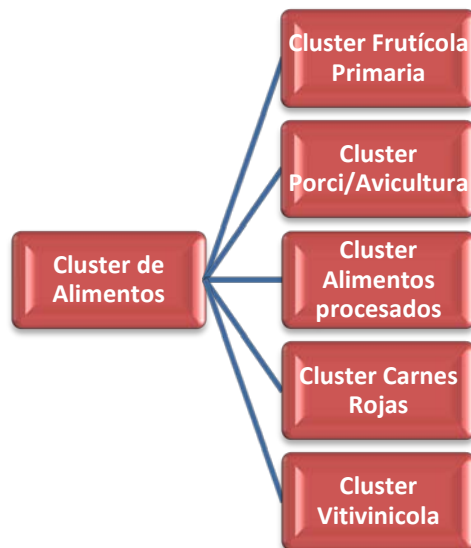 Cluster Frutícola
Primaria
Cluster
Porci/Avicultura
Cluster de
Alimentos
Cluster
Alimentos
procesados
Cluster Carnes
Rojas
Cluster
Vitivinicola